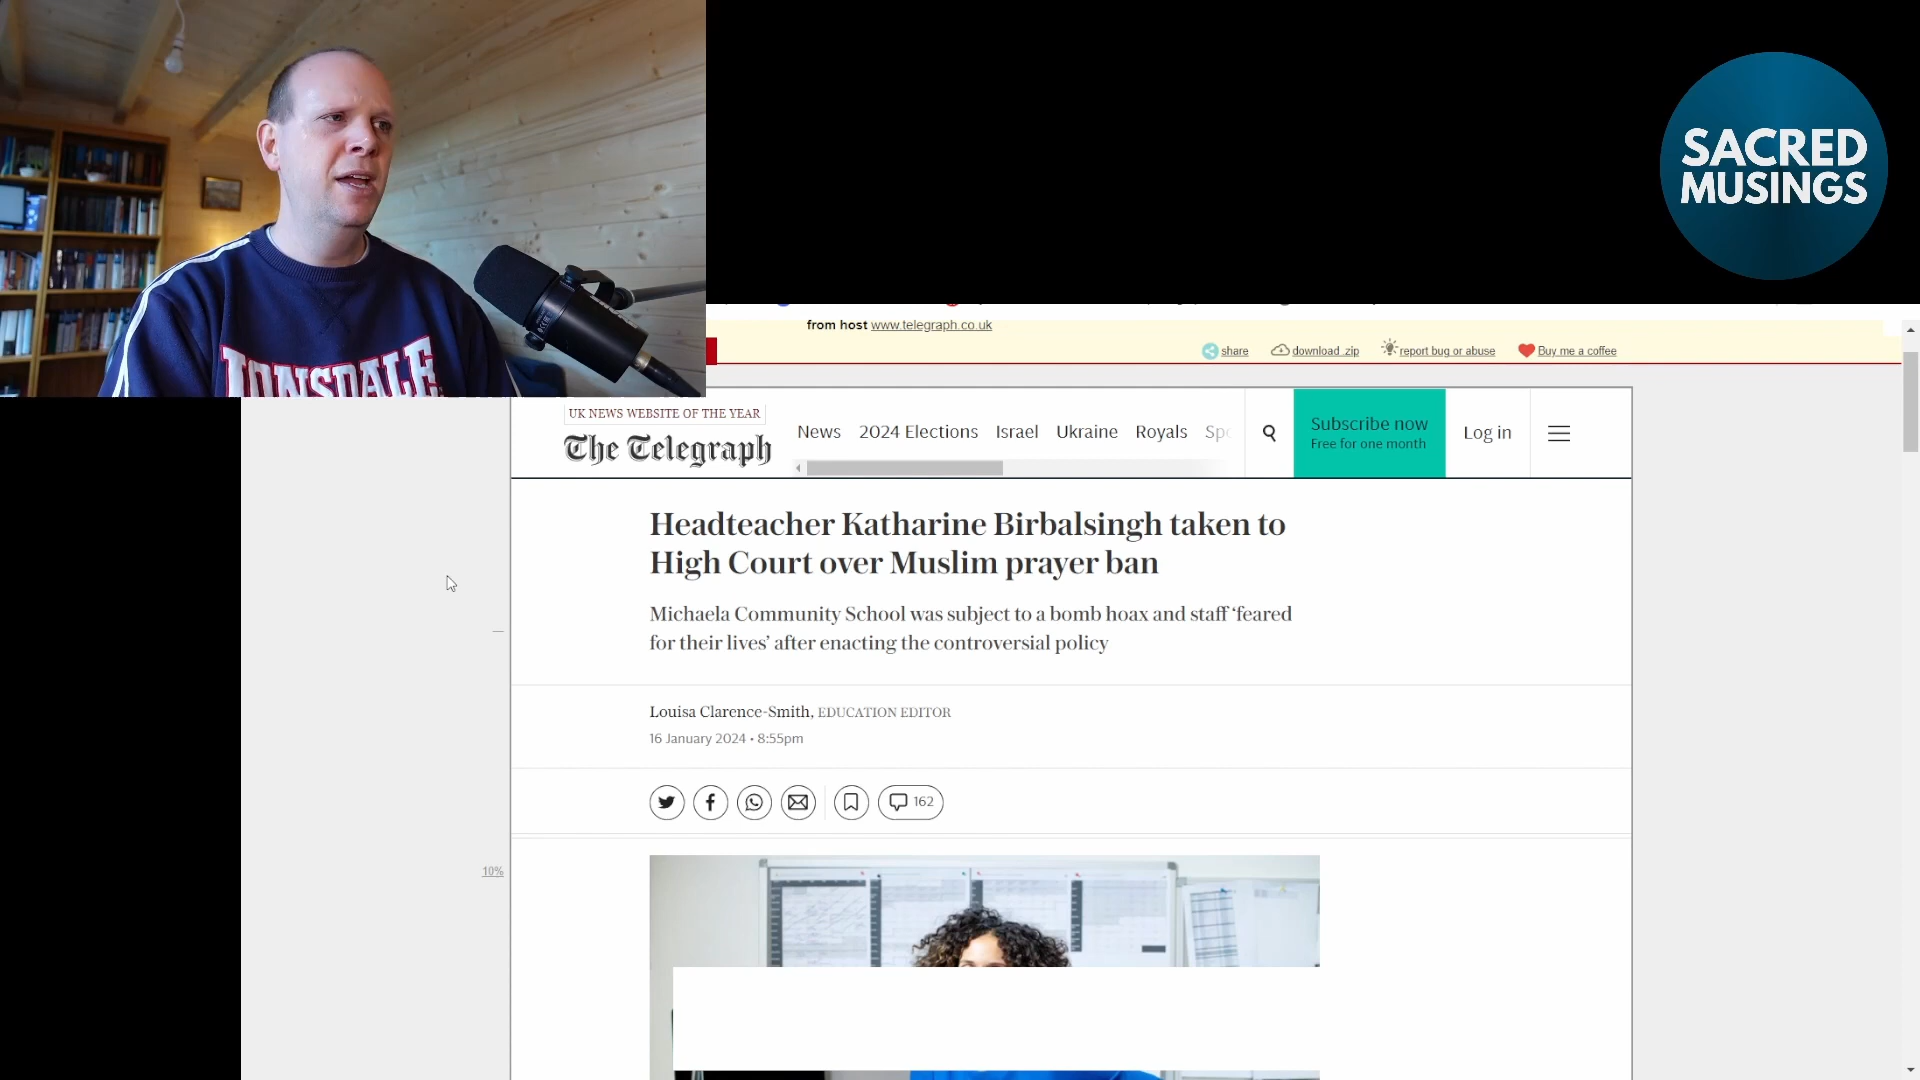 SACRED
MUSINGS
LONSDALE
from host www.telegraph.co.uk
share
download .zip
report bug or abuse
Buy me a coffee
UK NEWS WEBSITE OF THE YEAR
The Telegraph
News
2024 Elections
Israel
Ukraine
Royals
Subscribe now
Free for one month
Log in
Headteacher Katharine Birbalsingh taken to
High Court over Muslim prayer ban
Michaela Community School was subject to a bomb hoax and staff ‘feared
for their lives’ after enacting the controversial policy
Louisa Clarence-Smith, EDUCATION EDITOR
16 January 2024 • 8:55pm
162
10%